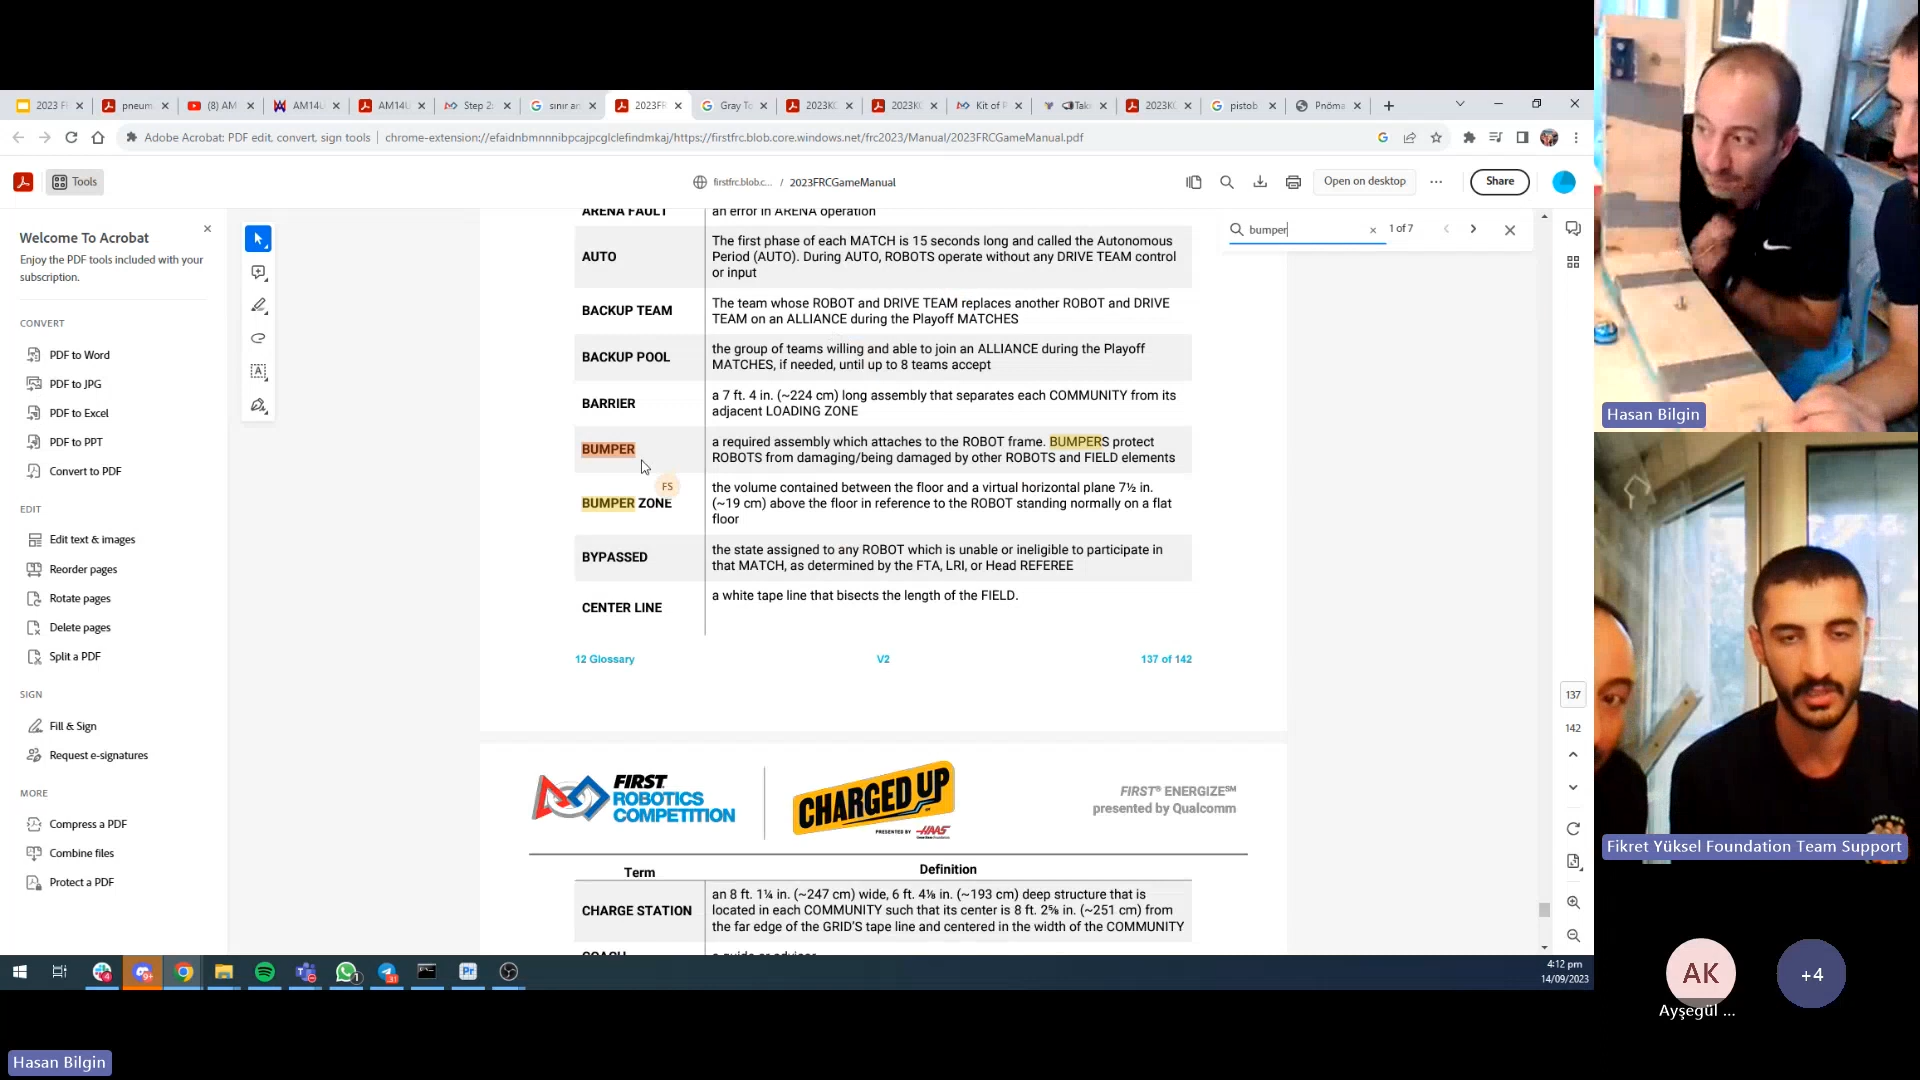 2023 F
pneum
(8) AM
AM14U
AM14U
Step 2:
sınır an
2023FR
Gray To
2023KC
2023KC
Kit of P
Tako
2023KC
pistob
Pnöma
Adobe Acrobat: PDF edit, convert, sign tools
chrome-extension://efaidnbmnnnibpcajpcglclefindmkaj/https://firstfrc.blob.core.windows.net/frc2023/Manual/2023FRCGameManual.pdf
Tools
firstfrc.blob.c... / 2023FRCGameManual
Open on desktop
Share
bumper
1 of 7
Welcome To Acrobat
Enjoy the PDF tools included with your
subscription.
CONVERT
PDF to Word
PDF to JPG
PDF to Excel
PDF to PPT
Convert to PDF
EDIT
Edit text & images
Reorder pages
Rotate pages
Delete pages
Split a PDF
SIGN
Fill & Sign
Request e-signatures
MORE
Compress a PDF
Combine files
Protect a PDF
ARENA FAULT
an error in ARENA operation
AUTO
The first phase of each MATCH is 15 seconds long and called the Autonomous
Period (AUTO). During AUTO, ROBOTS operate without any DRIVE TEAM control
or input
BACKUP TEAM
The team whose ROBOT and DRIVE TEAM replaces another ROBOT and DRIVE
TEAM on an ALLIANCE during the Playoff MATCHES
BACKUP POOL
the group of teams willing and able to join an ALLIANCE during the Playoff
MATCHES, if needed, until up to 8 teams accept
BARRIER
a 7 ft. 4 in. (~224 cm) long assembly that separates each COMMUNITY from its
adjacent LOADING ZONE
BUMPER
a required assembly which attaches to the ROBOT frame. BUMPERS protect
ROBOTS from damaging/being damaged by other ROBOTS and FIELD elements
FS
BUMPER ZONE
the volume contained between the floor and a virtual horizontal plane 7½ in.
(~19 cm) above the floor in reference to the ROBOT standing normally on a flat
floor
BYPASSED
the state assigned to any ROBOT which is unable or ineligible to participate in
that MATCH, as determined by the FTA, LRI, or Head REFEREE
CENTER LINE
a white tape line that bisects the length of the FIELD.
12 Glossary
V2
137 of 142
137
142
FIRST
ROBOTICS
COMPETITION
CHARGED UP
PRESENTED BY HAAS
FIRST® ENERGIZE℠
presented by Qualcomm
Term
Definition
CHARGE STATION
an 8 ft. 1¼ in. (~247 cm) wide, 6 ft. 4⅛ in. (~193 cm) deep structure that is
located in each COMMUNITY such that its center is 8 ft. 2⅝ in. (~251 cm) from
the far edge of the GRID'S tape line and centered in the width of the COMMUNITY
COACH
a guide or advisor
Pr
4:12 pm
14/09/2023
Hasan Bilgin
Fikret Yüksel Foundation Team Support
AK
Ayşegül ...
+4
Hasan Bilgin